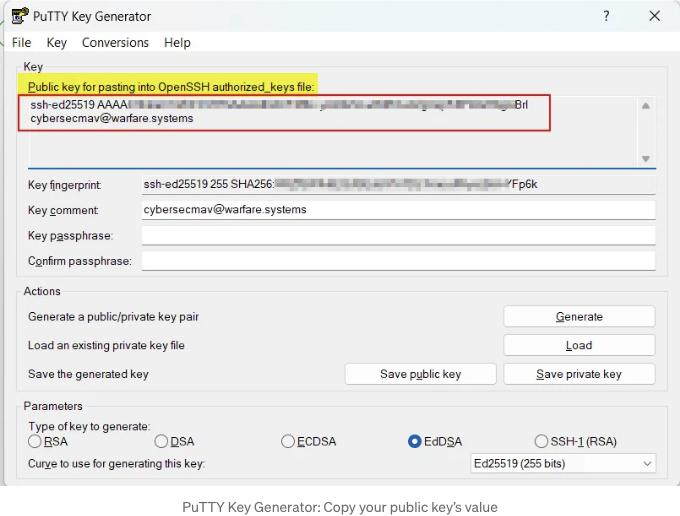 PuTTY Key Generator
?
File Key Conversions Help
Key
Public key for pasting into OpenSSH authorized_keys file:
ssh-ed25519 AAAA Brl
cybersecmav@warfare.systems
Key fingerprint: ssh-ed25519 255 SHA256: YFp6k
Key comment: cybersecmav@warfare.systems
Key passphrase:
Confirm passphrase:
Actions
Generate a public/private key pair Generate
Load an existing private key file Load
Save the generated key Save public key Save private key
Parameters
Type of key to generate:
RSA DSA ECDSA EdDSA SSH-1 (RSA)
Curve to use for generating this key: Ed25519 (255 bits)
PuTTY Key Generator: Copy your public key’s value